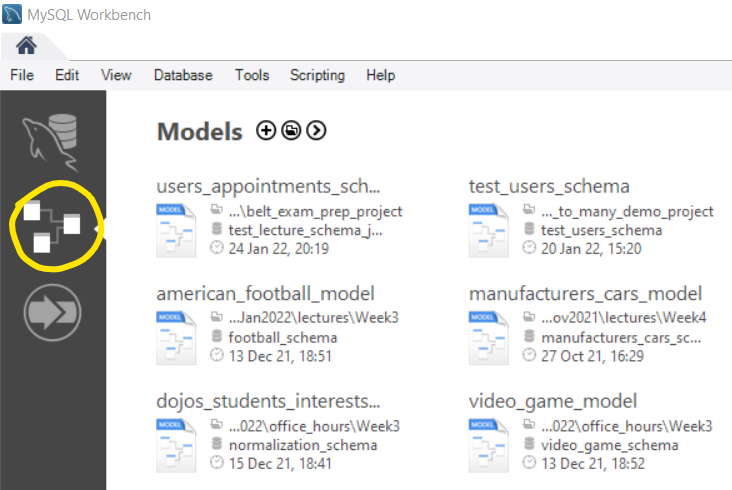 MySQL Workbench
File Edit View Database Tools Scripting Help
Models
users_appointments_sch...
MODEL
...\belt_exam_prep_project
test_lecture_schema_j...
24 Jan 22, 20:19
test_users_schema
MODEL
..._to_many_demo_project
test_users_schema
20 Jan 22, 15:20
american_football_model
MODEL
...Jan2022\lectures\Week3
football_schema
13 Dec 21, 18:51
manufacturers_cars_model
MODEL
...ov2021\lectures\Week4
manufacturers_cars_sc...
27 Oct 21, 16:29
dojos_students_interests...
MODEL
...022\office_hours\Week3
normalization_schema
15 Dec 21, 18:41
video_game_model
MODEL
...022\office_hours\Week3
video_game_schema
13 Dec 21, 18:52